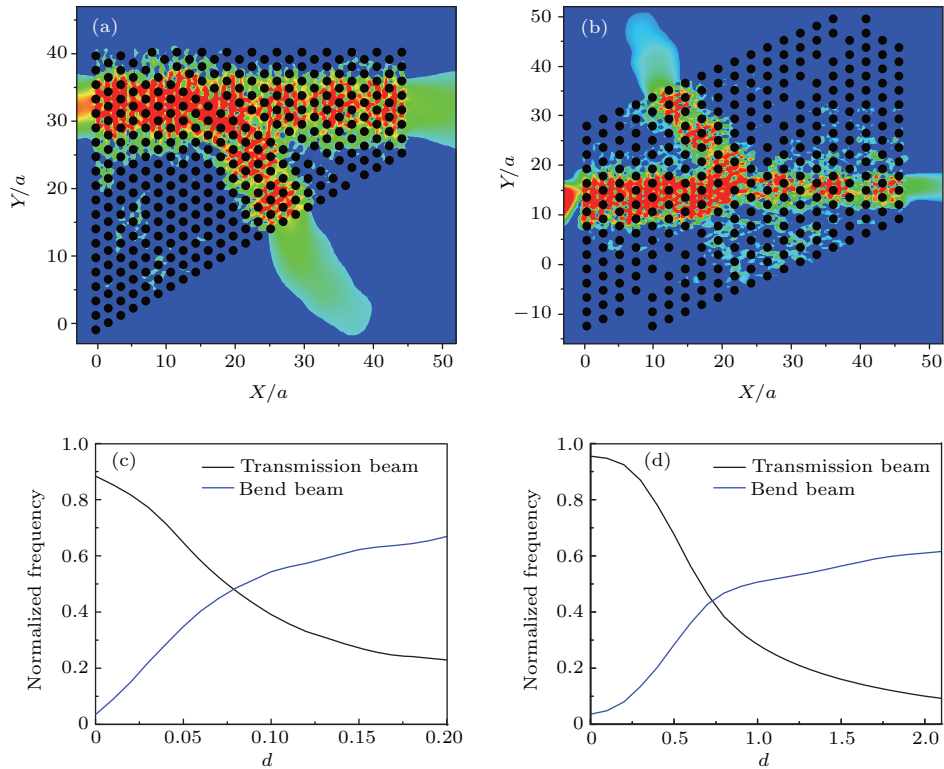 (a)
Y/a
40
30
20
10
0
0 10 20 30 40 50
X/a
(b)
Y/a
50
40
30
20
10
0
−10
0 10 20 30 40 50
X/a
(c)
Transmission beam
Bend beam
Normalized frequency
1.0
0.8
0.6
0.4
0.2
0
0 0.05 0.10 0.15 0.20
d
(d)
Transmission beam
Bend beam
Normalized frequency
1.0
0.8
0.6
0.4
0.2
0
0 0.5 1.0 1.5 2.0
d